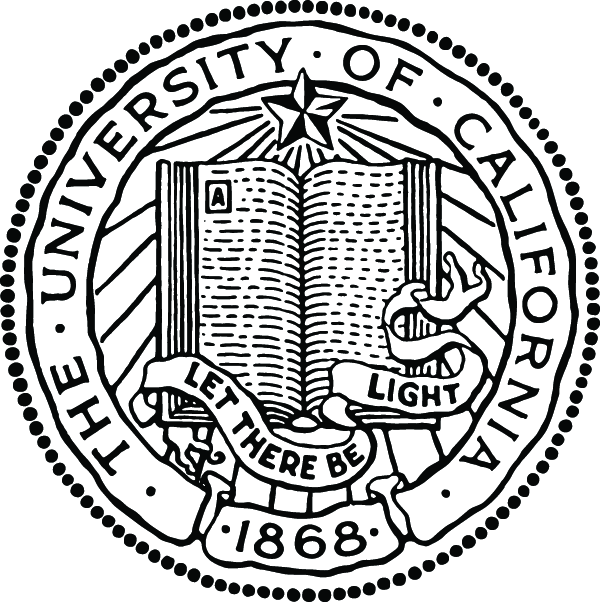 THE · UNIVERSITY · OF · CALIFORNIA
A
LET THERE BE
LIGHT
· 1868 ·